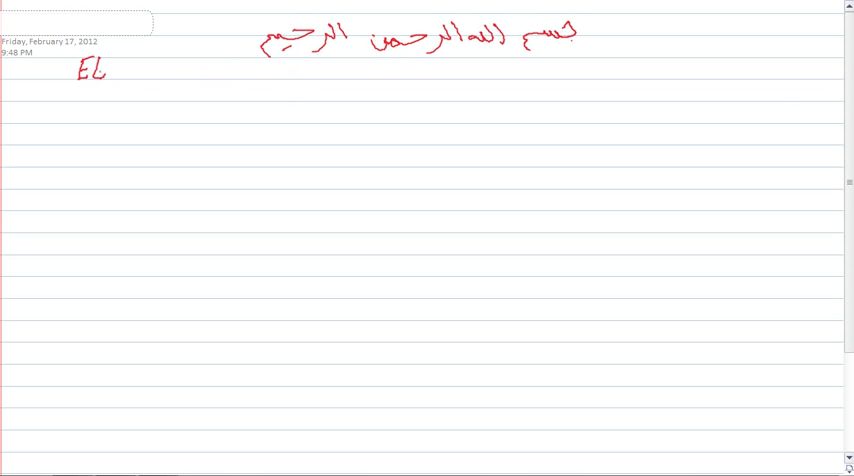 بسم الله الرحمن الرحيم
Friday, February 17, 2012
9:48 PM
EL